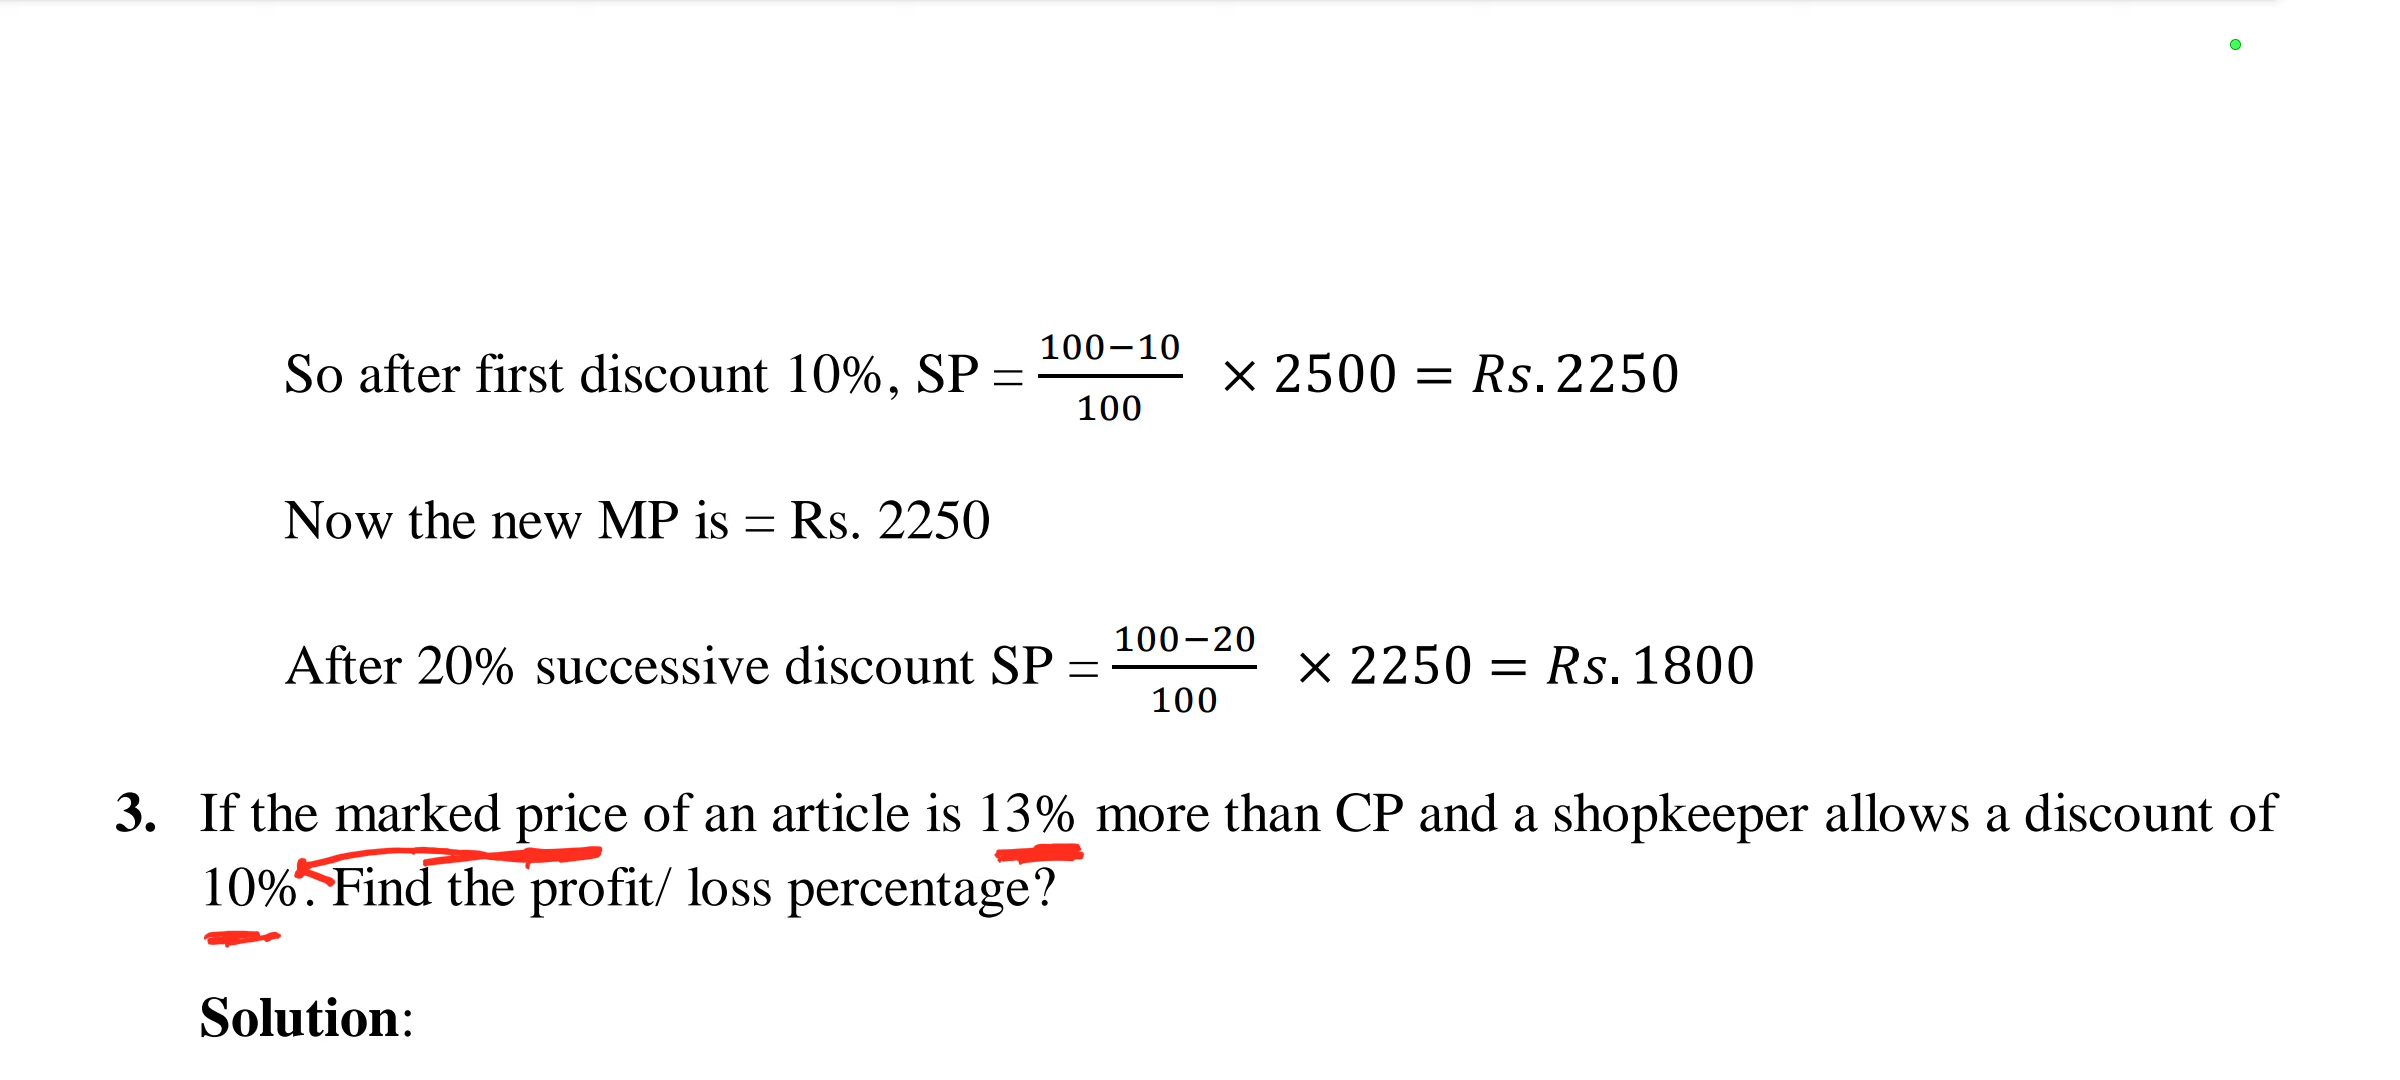 So after first discount 10%, SP = \frac{100−10}{100} × 2500 = Rs. 2250
Now the new MP is = Rs. 2250
After 20% successive discount SP = \frac{100−20}{100} × 2250 = Rs. 1800
3. If the marked price of an article is 13% more than CP and a shopkeeper allows a discount of
10%. Find the profit/ loss percentage?
Solution: